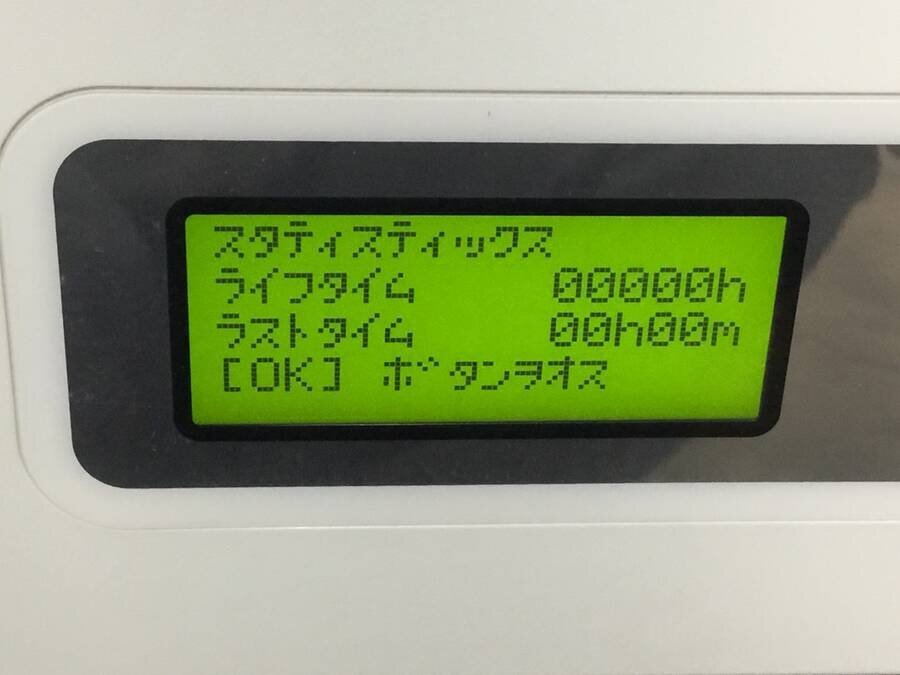 スタティスティックス
ライフタイム 00000h
ラストタイム 00h00m
[OK] ボタンヲオス